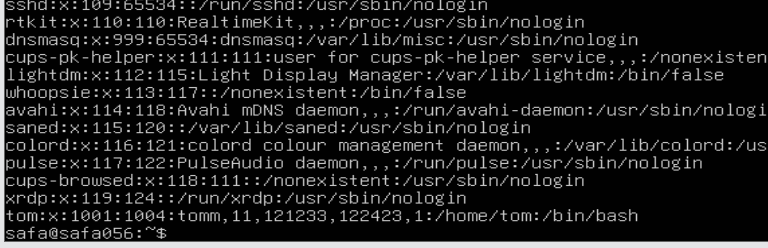 sshd:x:109:65534::/run/sshd:/usr/sbin/nologin
rtkit:x:110:110:RealtimeKit,,,:/proc:/usr/sbin/nologin
dnsmasq:x:999:65534:dnsmasq:/var/lib/misc:/usr/sbin/nologin
cups-pk-helper:x:111:111:user for cups-pk-helper service,,,:/nonexisten
lightdm:x:112:115:Light Display Manager:/var/lib/lightdm:/bin/false
whoopsie:x:113:117::/nonexistent:/bin/false
avahi:x:114:118:Avahi mDNS daemon,,,:/run/avahi-daemon:/usr/sbin/nologi
saned:x:115:120::/var/lib/saned:/usr/sbin/nologin
colord:x:116:121:colord colour management daemon,,,:/var/lib/colord:/us
pulse:x:117:122:PulseAudio daemon,,,:/run/pulse:/usr/sbin/nologin
cups-browsed:x:118:111::/nonexistent:/usr/sbin/nologin
xrdp:x:119:124::/run/xrdp:/usr/sbin/nologin
tom:x:1001:1004:tomm,11,121233,122423,1:/home/tom:/bin/bash
safa@safa056:~$